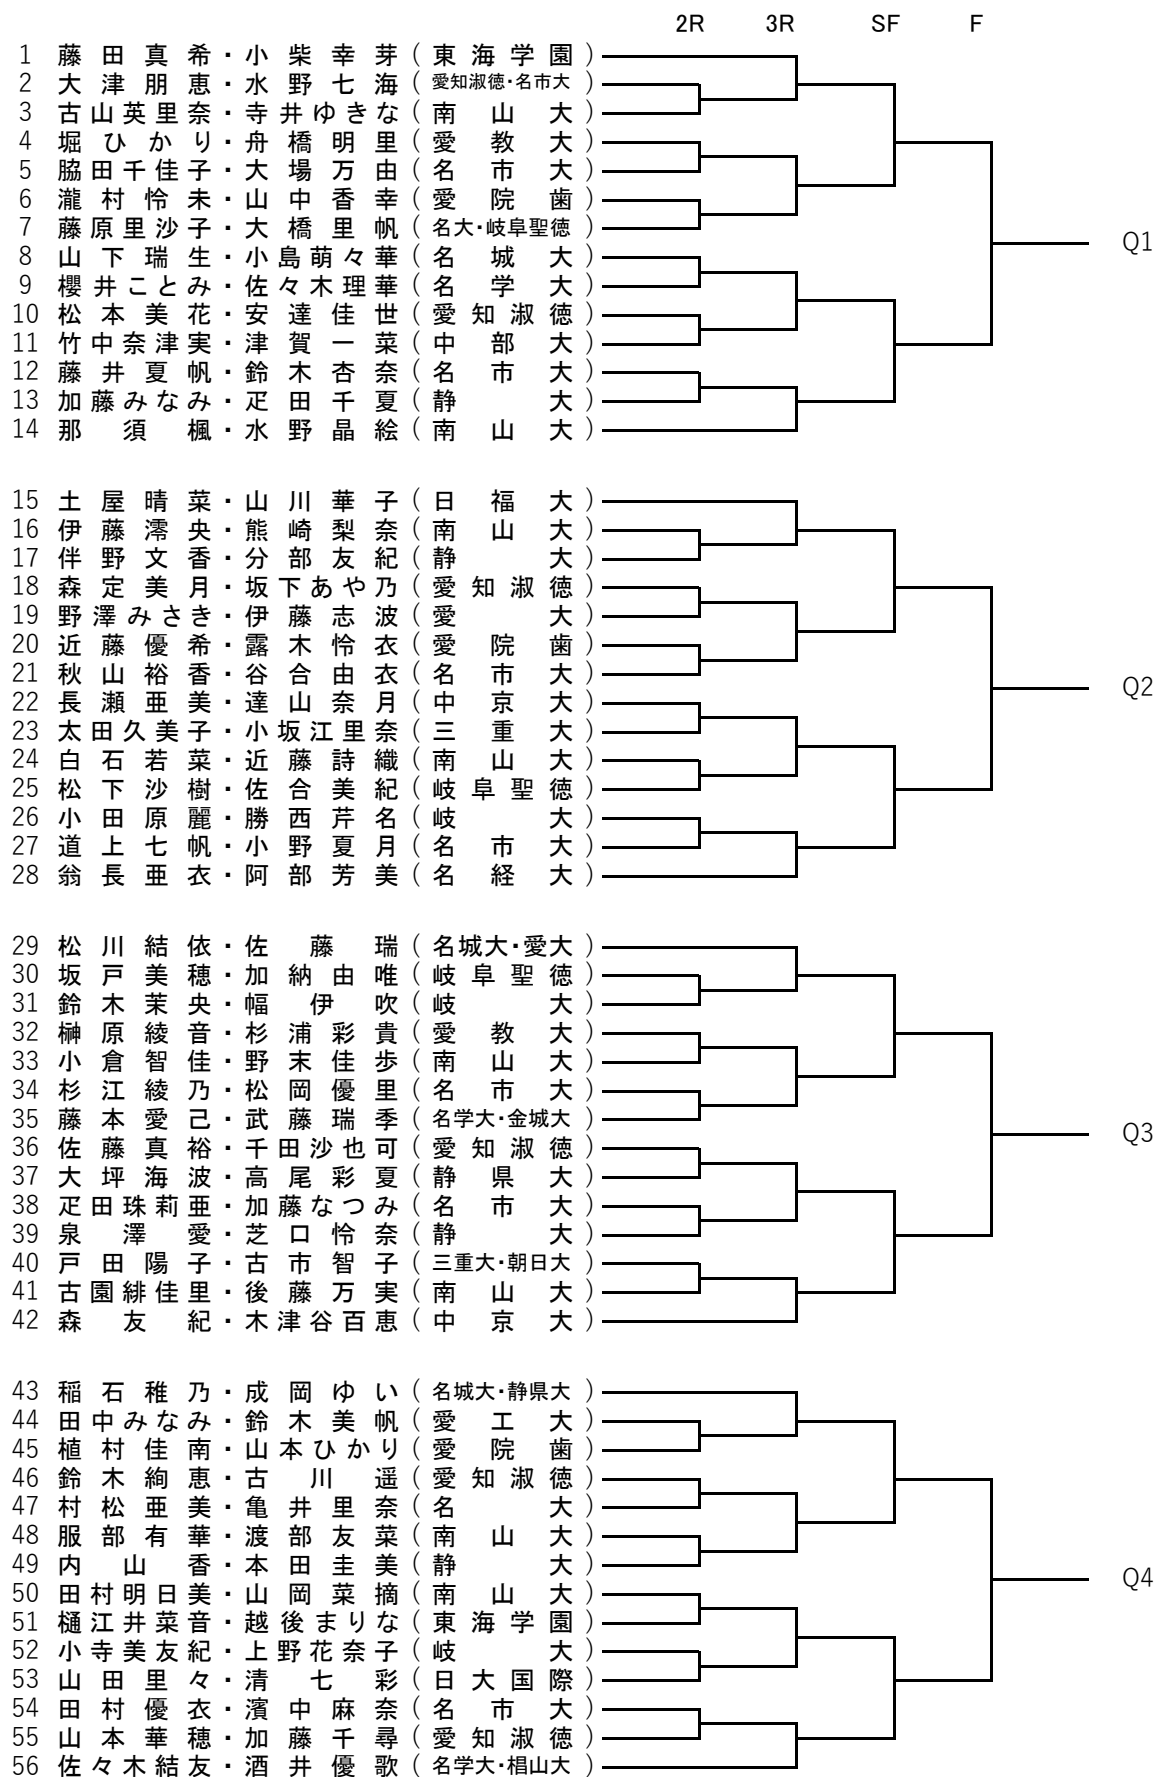 2R 3R SF F
1 藤田真希・小柴幸芽(東海学園)
2 大津朋恵・水野七海(愛知淑徳・名市大)
3 古山英里奈・寺井ゆきな(南山大)
4 堀ひかり・舟橋明里(愛教大)
5 脇田千佳子・大場万由(名市大)
6 瀧村怜未・山中香幸(愛院歯)
7 藤原里沙子・大橋里帆(名大・岐阜聖徳)
Q1
8 山下瑞生・小島萌々華(名城大)
9 櫻井ことみ・佐々木理華(名学大)
10 松本美花・安達佳世(愛知淑徳)
11 竹中奈津実・津賀一菜(中部大)
12 藤井夏帆・鈴木杏奈(名市大)
13 加藤みなみ・疋田千夏(静大)
14 那須楓・水野晶絵(南山大)
15 土屋晴菜・山川華子(日福大)
16 伊藤澪央・熊崎梨奈(南山大)
17 伴野文香・分部友紀(静大)
18 森定美月・坂下あや乃(愛知淑徳)
19 野澤みさき・伊藤志波(愛大)
20 近藤優希・露木怜衣(愛院歯)
21 秋山裕香・谷合由衣(名市大)
Q2
22 長瀬亜美・達山奈月(中京大)
23 太田久美子・小坂江里奈(三重大)
24 白石若菜・近藤詩織(南山大)
25 松下沙樹・佐合美紀(岐阜聖徳)
26 小田原麗・勝西芹名(岐大)
27 道上七帆・小野夏月(名市大)
28 翁長亜衣・阿部芳美(名経大)
29 松川結依・佐藤瑞(名城大・愛大)
30 坂戸美穂・加納由唯(岐阜聖徳)
31 鈴木茉央・幅伊吹(岐大)
32 榊原綾音・杉浦彩貴(愛教大)
33 小倉智佳・野末佳歩(南山大)
34 杉江綾乃・松岡優里(名市大)
35 藤本愛己・武藤瑞季(名学大・金城大)
Q3
36 佐藤真裕・千田沙也可(愛知淑徳)
37 大坪海波・高尾彩夏(静県大)
38 疋田珠莉亜・加藤なつみ(名市大)
39 泉澤愛・芝口怜奈(静大)
40 戸田陽子・古市智子(三重大・朝日大)
41 古園緋佳里・後藤万実(南山大)
42 森友紀・木津谷百恵(中京大)
43 稲石稚乃・成岡ゆい(名城大・静県大)
44 田中みなみ・鈴木美帆(愛工大)
45 植村佳南・山本ひかり(愛院歯)
46 鈴木絢恵・古川遥(愛知淑徳)
47 村松亜美・亀井里奈(名大)
48 服部有華・渡部友菜(南山大)
49 内山香・本田圭美(静大)
Q4
50 田村明日美・山岡菜摘(南山大)
51 樋江井菜音・越後まりな(東海学園)
52 小寺美友紀・上野花奈子(岐大)
53 山田里々・清七彩(日大国際)
54 田村優衣・濱中麻奈(名市大)
55 山本華穂・加藤千尋(愛知淑徳)
56 佐々木結友・酒井優歌(名学大・椙山大)